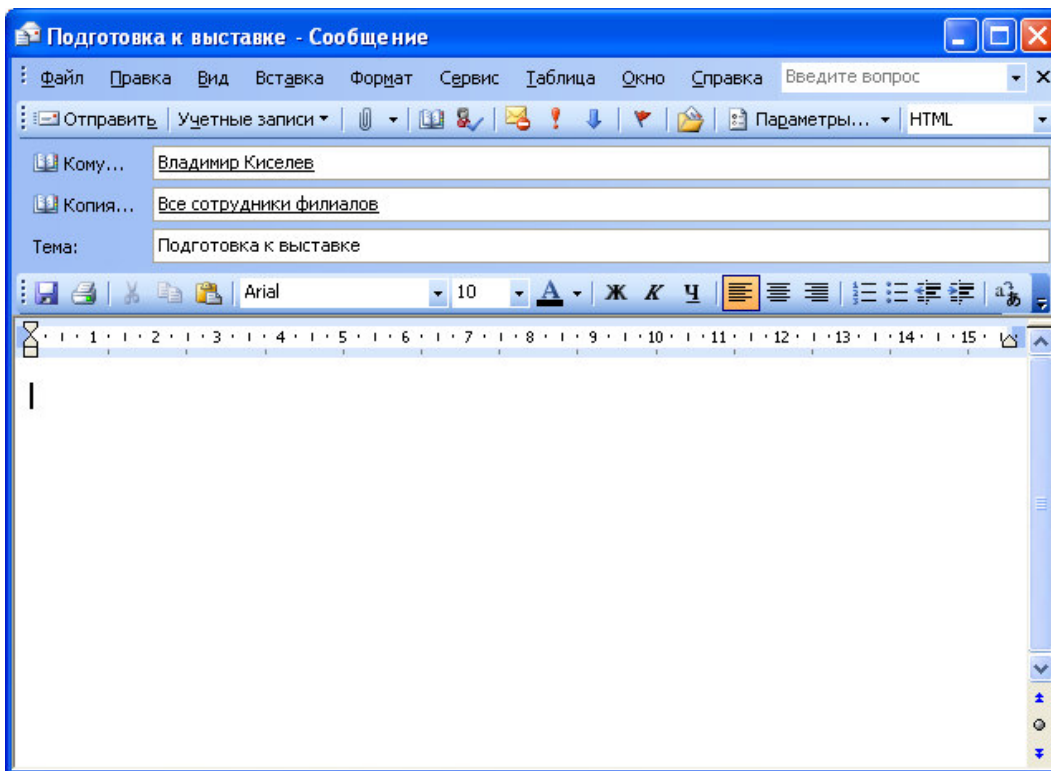 Подготовка к выставке - Сообщение
Файл Правка Вид Вставка Формат Сервис Таблица Окно Справка Введите вопрос
Отправить Учетные записи Параметры... HTML
Кому... Владимир Киселев
Копия... Все сотрудники филиалов
Тема: Подготовка к выставке
Arial 10 A Ж К Ч
1 2 3 4 5 6 7 8 9 10 11 12 13 14 15